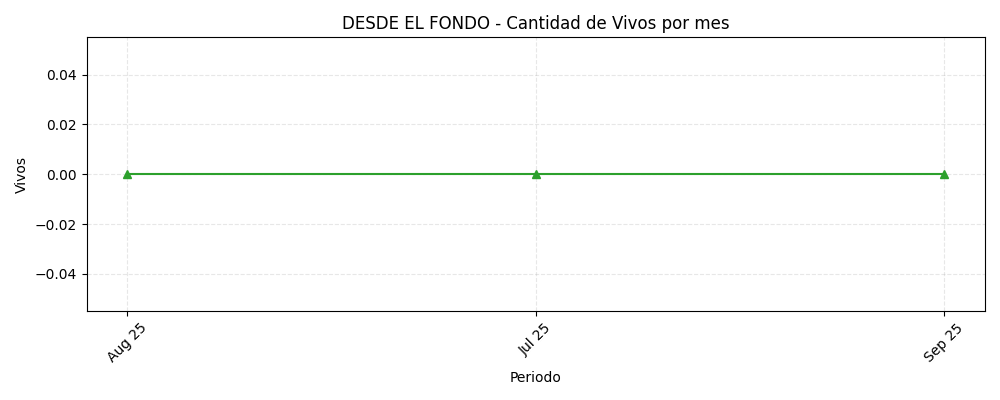 DESDE EL FONDO - Cantidad de Vivos por mes
Vivos
0.04
0.02
0.00
−0.02
−0.04
Aug 25
Jul 25
Sep 25
Periodo